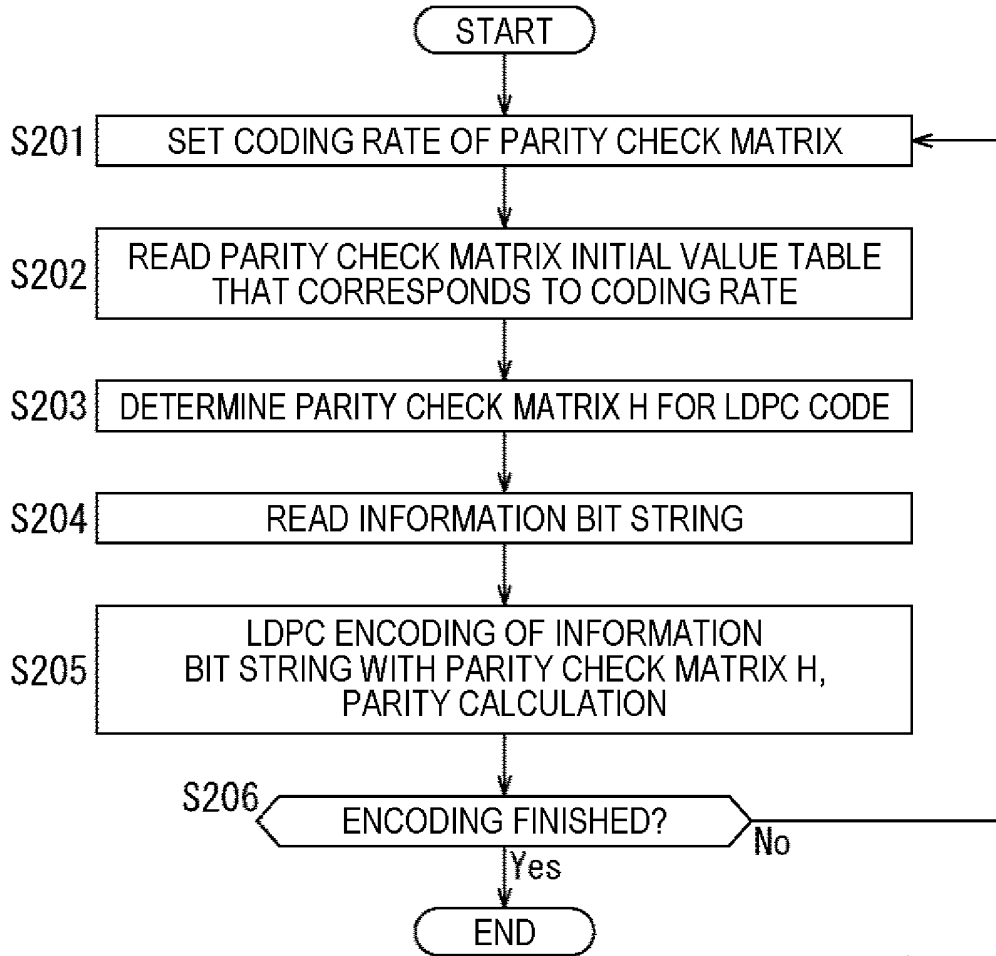 START
S201
SET CODING RATE OF PARITY CHECK MATRIX
S202
READ PARITY CHECK MATRIX INITIAL VALUE TABLE
THAT CORRESPONDS TO CODING RATE
S203
DETERMINE PARITY CHECK MATRIX H FOR LDPC CODE
S204
READ INFORMATION BIT STRING
S205
LDPC ENCODING OF INFORMATION
BIT STRING WITH PARITY CHECK MATRIX H,
PARITY CALCULATION
S206
ENCODING FINISHED?
No
Yes
END